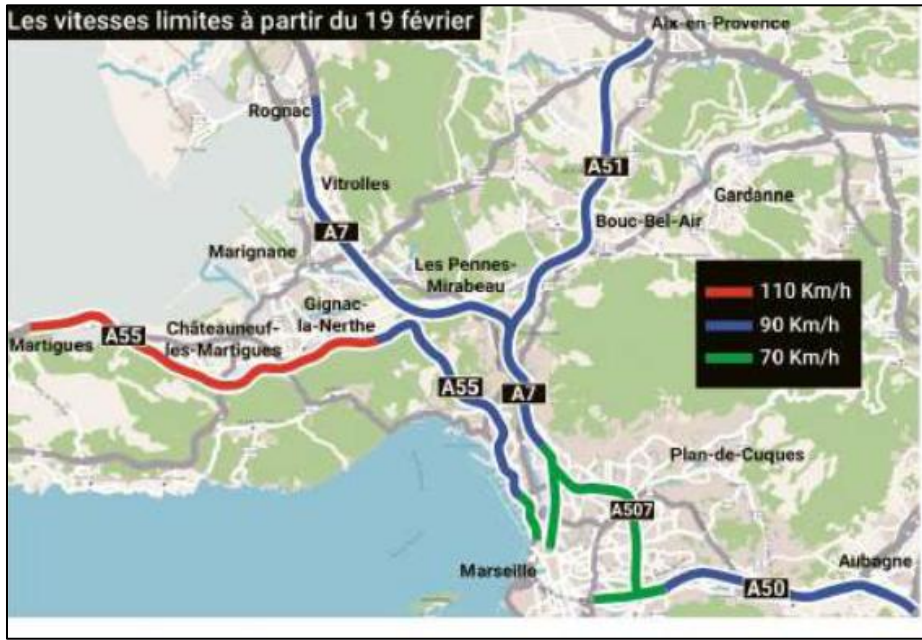 Les vitesses limites à partir du 19 février
Aix-en-Provence
Rognac
A51
Vitrolles
Gardanne
Bouc-Bel-Air
A7
Marignane
Les Pennes-
Mirabeau
110 Km/h
90 Km/h
70 Km/h
Gignac-
la-Nerthe
Châteauneuf-
les-Martigues
Martigues
A55
A55
A7
Plan-de-Cuques
A507
Marseille
Aubagne
A50